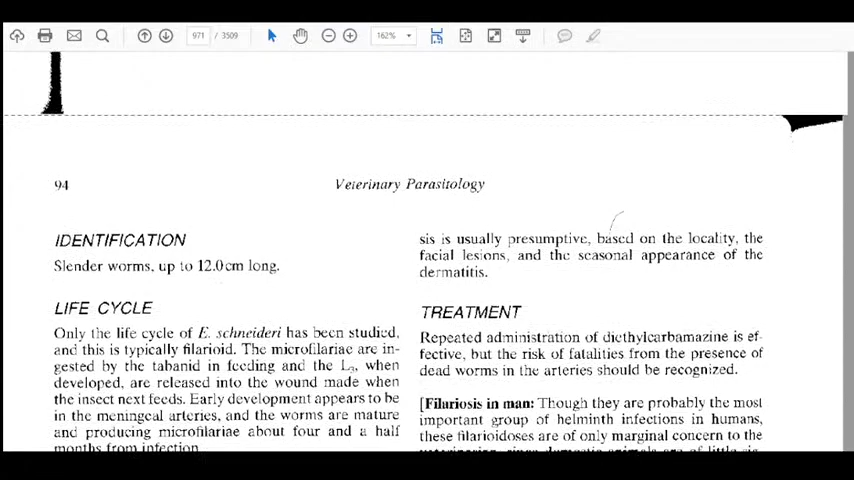 971 / 3509
162%
94
Veterinary Parasitology
IDENTIFICATION
Slender worms, up to 12.0cm long.
LIFE CYCLE
Only the life cycle of E. schneideri has been studied,
and this is typically filarioid. The microfilariae are in-
gested by the tabanid in feeding and the L₃, when
developed, are released into the wound made when
the insect next feeds. Early development appears to be
in the meningeal arteries, and the worms are mature
and producing microfilariae about four and a half
months from infection
sis is usually presumptive, based on the locality, the
facial lesions, and the seasonal appearance of the
dermatitis.
TREATMENT
Repeated administration of diethylcarbamazine is ef-
fective, but the risk of fatalities from the presence of
dead worms in the arteries should be recognized.
[Filariosis in man: Though they are probably the most
important group of helminth infections in humans,
these filarioidoses are of only marginal concern to the